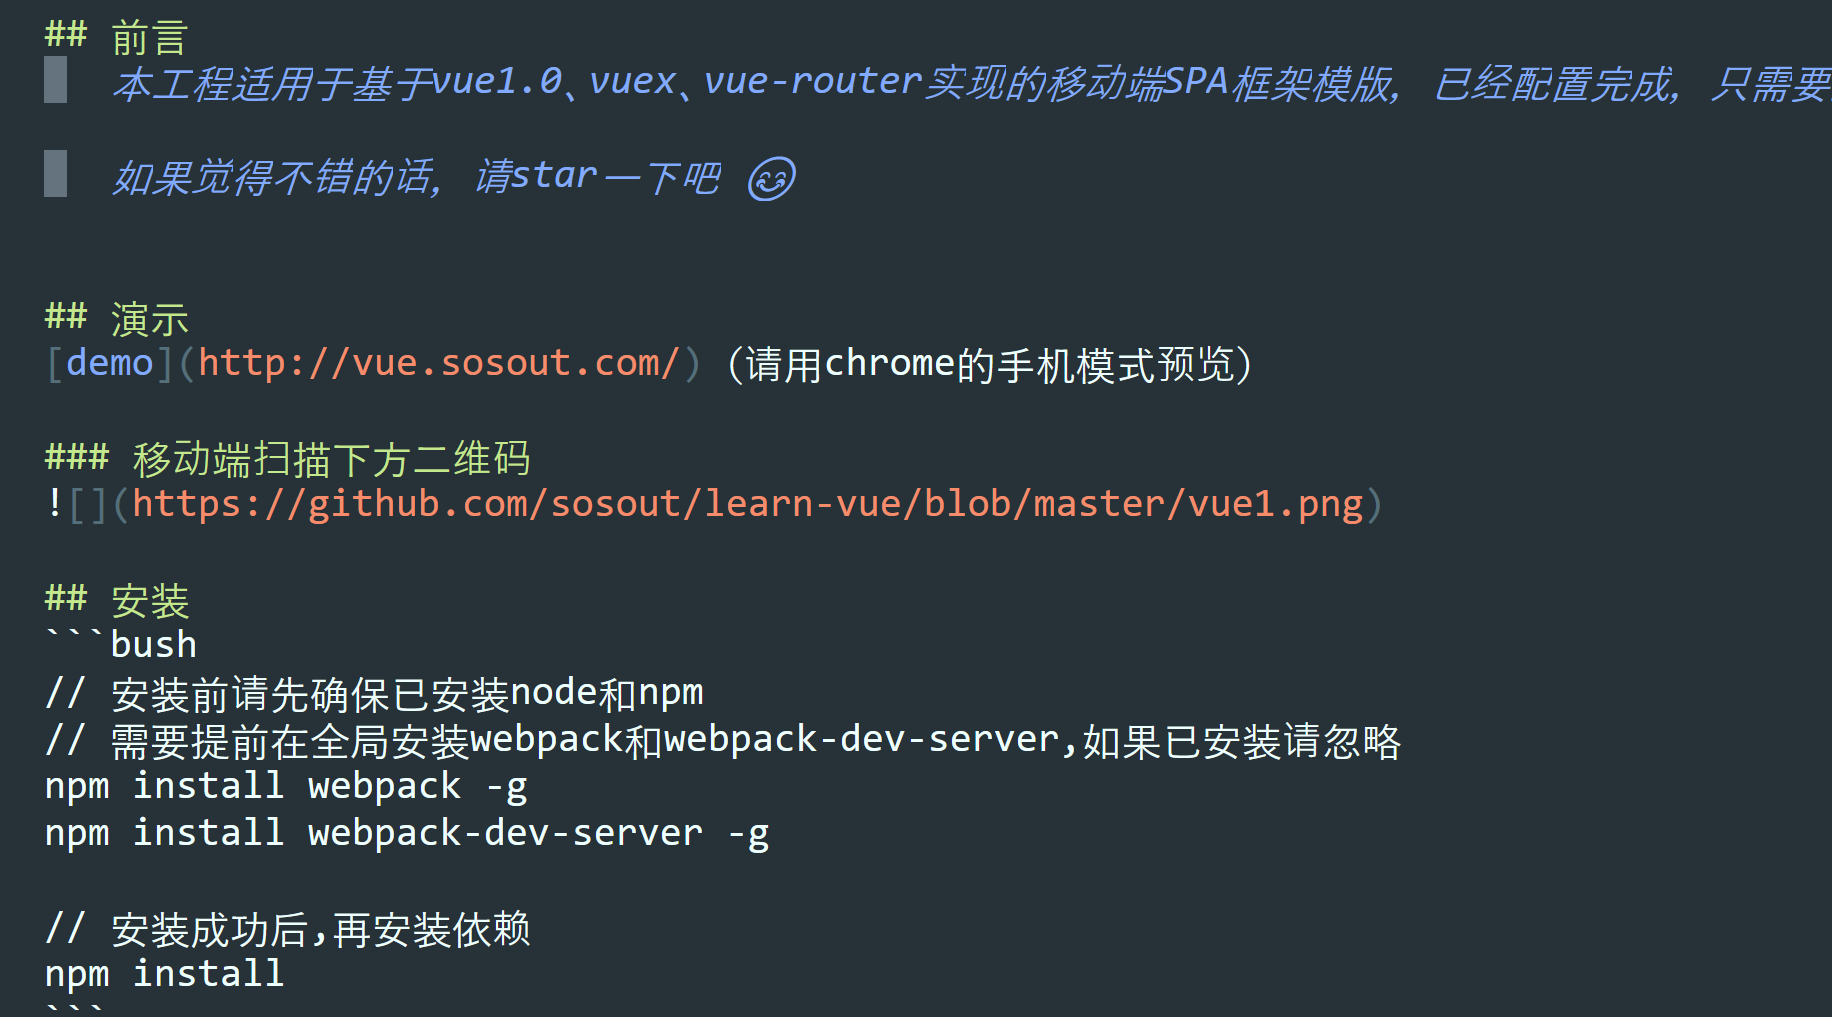 ## 前言
本工程适用于基于vue1.0、vuex、vue-router实现的移动端SPA框架模版，已经配置完成，只需要
如果觉得不错的话，请star一下吧 😊
## 演示
[demo](http://vue.sosout.com/)（请用chrome的手机模式预览）
### 移动端扫描下方二维码
![](https://github.com/sosout/learn-vue/blob/master/vue1.png)
## 安装
```bush
// 安装前请先确保已安装node和npm
// 需要提前在全局安装webpack和webpack-dev-server,如果已安装请忽略
npm install webpack -g
npm install webpack-dev-server -g
// 安装成功后,再安装依赖
npm install
```